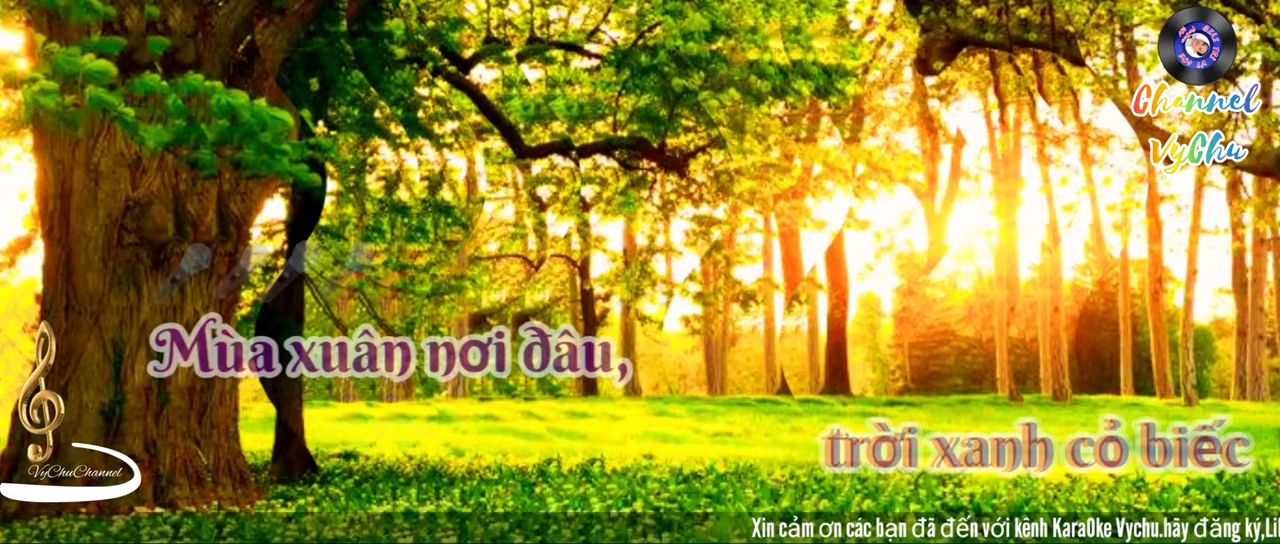 Channel
VyChu
Mùa xuân nơi đâu,
trời xanh cỏ biếc
VyChuChannel
Xin cảm ơn các bạn đã đến với kênh KaraOke Vychu.hãy đăng ký,Li